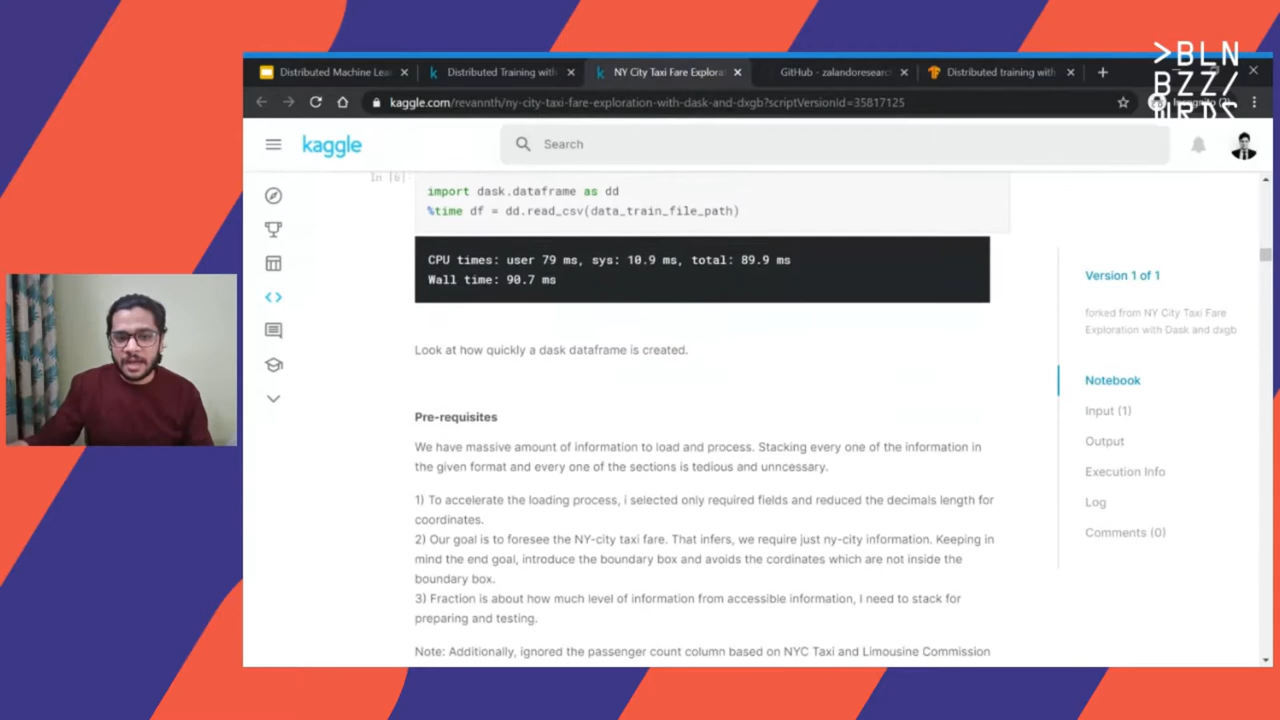 >BLN
BZZ/
WRDS
Distributed Machine Lea
Distributed Training with
NY City Taxi Fare Explora
GitHub - zalandoresearc
Distributed training with
kaggle.com/revannth/ny-city-taxi-fare-exploration-with-dask-and-dxgb?scriptVersionId=35817125
kaggle
Search
In [6]:
import dask.dataframe as dd
%time df = dd.read_csv(data_train_file_path)
CPU times: user 79 ms, sys: 10.9 ms, total: 89.9 ms
Wall time: 90.7 ms
Look at how quickly a dask dataframe is created.
Pre-requisites
We have massive amount of information to load and process. Stacking every one of the information in
the given format and every one of the sections is tedious and unncessary.
1) To accelerate the loading process, i selected only required fields and reduced the decimals length for
coordinates.
2) Our goal is to foresee the NY-city taxi fare. That infers, we require just ny-city information. Keeping in
mind the end goal, introduce the boundary box and avoids the cordinates which are not inside the
boundary box.
3) Fraction is about how much level of information from accessible information, I need to stack for
preparing and testing.
Note: Additionally, ignored the passenger count column based on NYC Taxi and Limousine Commission
Version 1 of 1
forked from NY City Taxi Fare
Exploration with Dask and dxgb
Notebook
Input (1)
Output
Execution Info
Log
Comments (0)